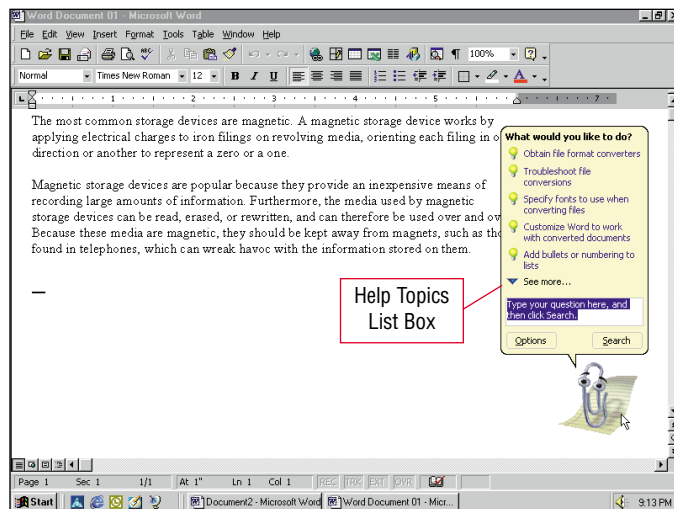 Word Document 01 - Microsoft Word
File Edit View Insert Format Tools Table Window Help
100%
Normal Times New Roman 12 B I U
1 2 3 4 5 7
The most common storage devices are magnetic. A magnetic storage device works by
applying electrical charges to iron filings on revolving media, orienting each filing in o
direction or another to represent a zero or a one.
Magnetic storage devices are popular because they provide an inexpensive means of
recording large amounts of information. Furthermore, the media used by magnetic
storage devices can be read, erased, or rewritten, and can therefore be used over and ov
Because these media are magnetic, they should be kept away from magnets, such as tho
found in telephones, which can wreak havoc with the information stored on them.
What would you like to do?
Obtain file format converters
Troubleshoot file
conversions
Specify fonts to use when
converting files
Customize Word to work
with converted documents
Add bullets or numbering to
lists
See more...
Type your question here, and
then click Search.
Options Search
Help Topics
List Box
Page 1 Sec 1 1/1 At 1" Ln 1 Col 1 REC TRK EXT OVR
Start Document2 - Microsoft Word Word Document 01 - Micr... 9:13 PM